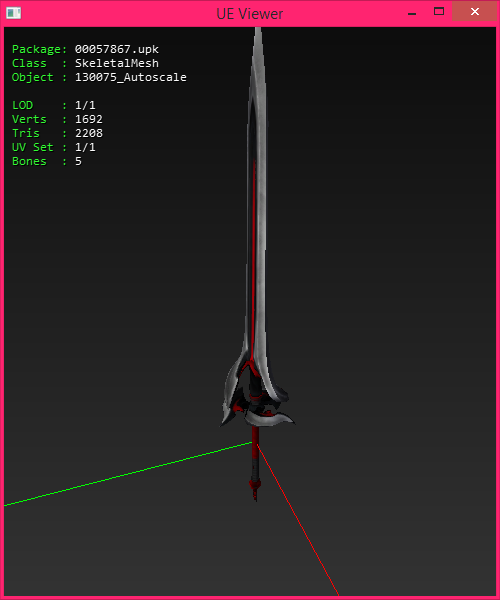 UE Viewer
Package: 00057867.upk
Class  : SkeletalMesh
Object : 130075_Autoscale
LOD    : 1/1
Verts  : 1692
Tris   : 2208
UV Set : 1/1
Bones  : 5